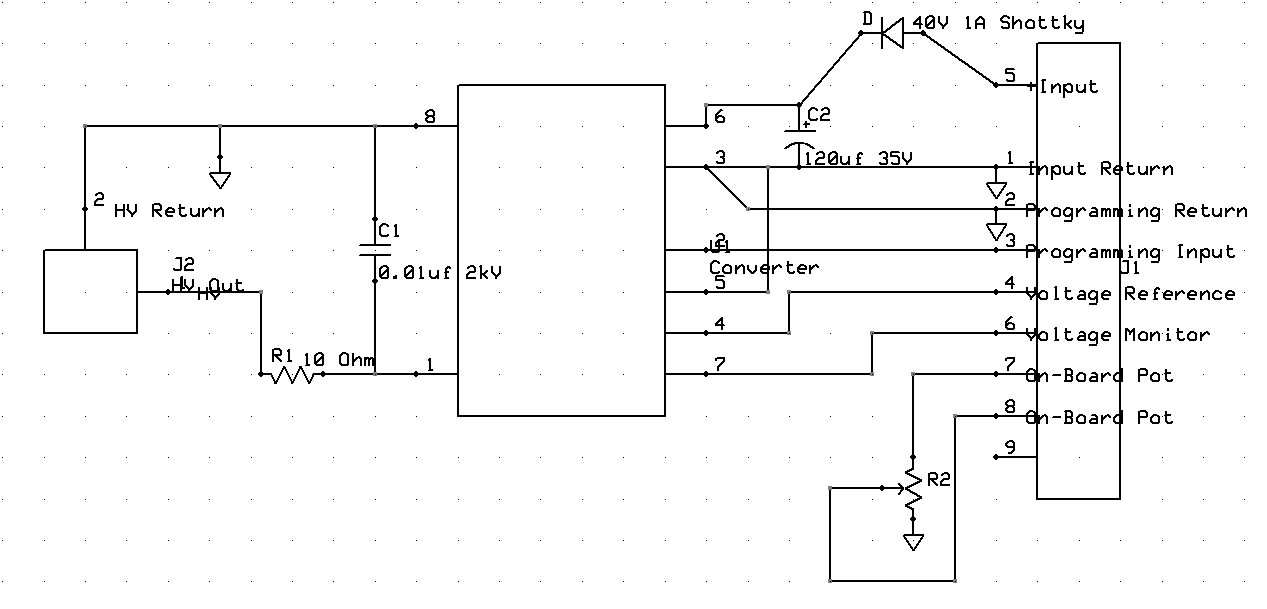 D 40V 1A Shottky
5 +Input
8
6
C2
+
3
120uf 35V
1 Input Return
2 HV Return
2 Programming Return
C1
2
3 Programming Input
U1
J2
Converter
J1
0.01uf 2kV
HV Out
HV
5
4 Voltage Reference
4
6 Voltage Monitor
R1 10 Ohm
1
7
7 On-Board Pot
8 On-Board Pot
9
R2